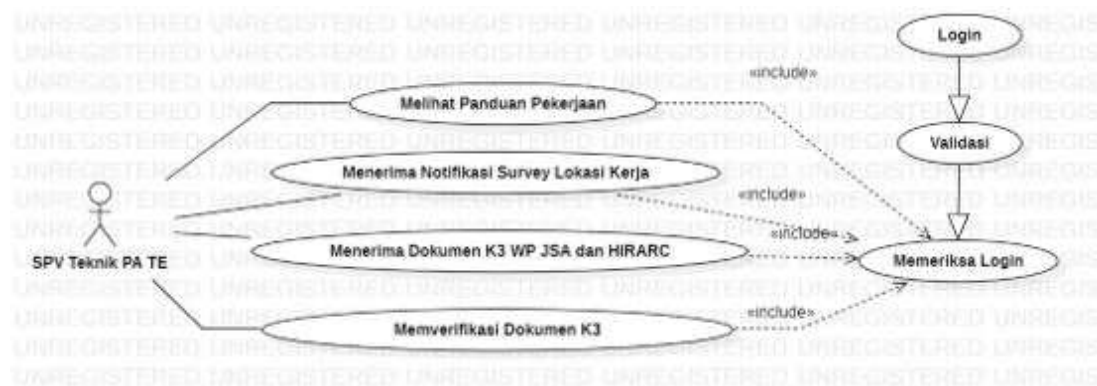 Login
«include»
Melihat Panduan Pekerjaan
Validasi
Menerima Notifikasi Survey Lokasi Kerja
«include»
«include»
Menerima Dokumen K3 WP JSA dan HIRARC
Memeriksa Login
SPV Teknik PA TE
«include»
Memverifikasi Dokumen K3
UNREGISTERED